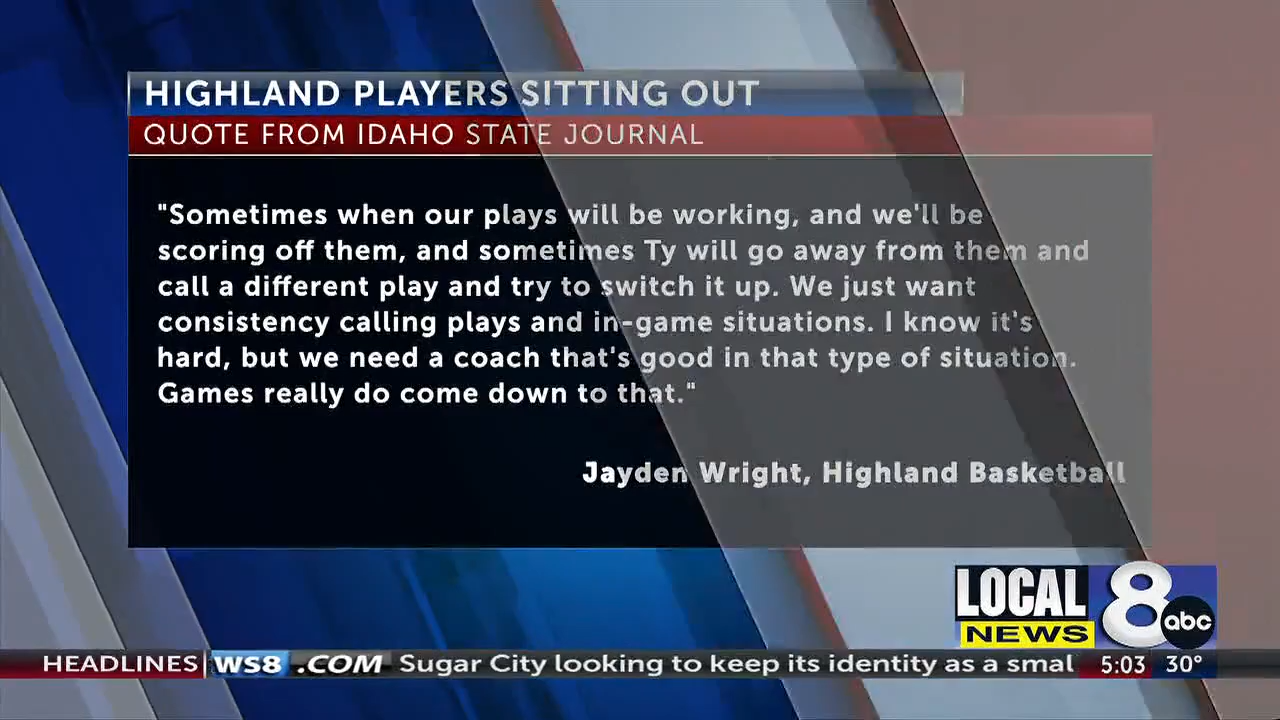 HIGHLAND PLAYERS SITTING OUT
QUOTE FROM IDAHO STATE JOURNAL
"Sometimes when our plays will be working, and we'll be
scoring off them, and sometimes Ty will go away from them and
call a different play and try to switch it up. We just want
consistency calling plays and in-game situations. I know it's
hard, but we need a coach that's good in that type of situation.
Games really do come down to that."
Jayden Wright, Highland Basketball
LOCAL
NEWS
8
abc
HEADLINES WS8 .COM Sugar City looking to keep its identity as a smal 5:03 30°